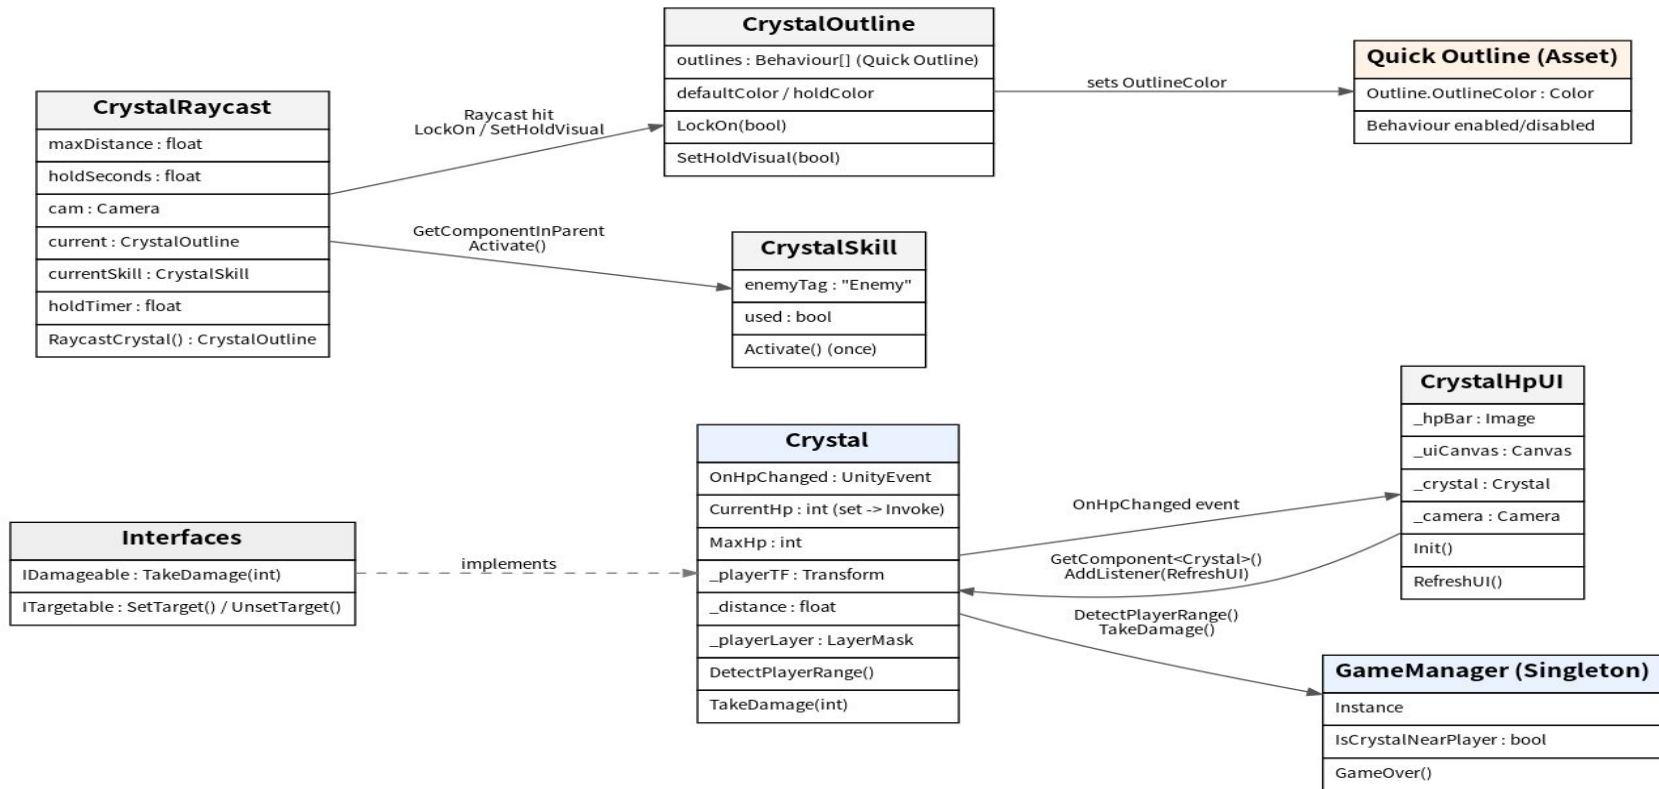 CrystalOutline
outlines : Behaviour[] (Quick Outline)
defaultColor / holdColor
LockOn(bool)
SetHoldVisual(bool)
sets OutlineColor
Quick Outline (Asset)
Outline.OutlineColor : Color
Behaviour enabled/disabled
CrystalRaycast
maxDistance : float
holdSeconds : float
cam : Camera
current : CrystalOutline
currentSkill : CrystalSkill
holdTimer : float
RaycastCrystal() : CrystalOutline
Raycast hit
LockOn / SetHoldVisual
GetComponentInParent
Activate()
CrystalSkill
enemyTag : "Enemy"
used : bool
Activate() (once)
CrystalHpUI
_hpBar : Image
_uiCanvas : Canvas
_crystal : Crystal
_camera : Camera
Init()
RefreshUI()
Crystal
OnHpChanged : UnityEvent
CurrentHp : int (set -> Invoke)
MaxHp : int
_playerTF : Transform
_distance : float
_playerLayer : LayerMask
DetectPlayerRange()
TakeDamage(int)
OnHpChanged event
GetComponent<Crystal>()
AddListener(RefreshUI)
DetectPlayerRange()
TakeDamage()
Interfaces
IDamageable : TakeDamage(int)
ITargetable : SetTarget() / UnsetTarget()
implements
GameManager (Singleton)
Instance
IsCrystalNearPlayer : bool
GameOver()